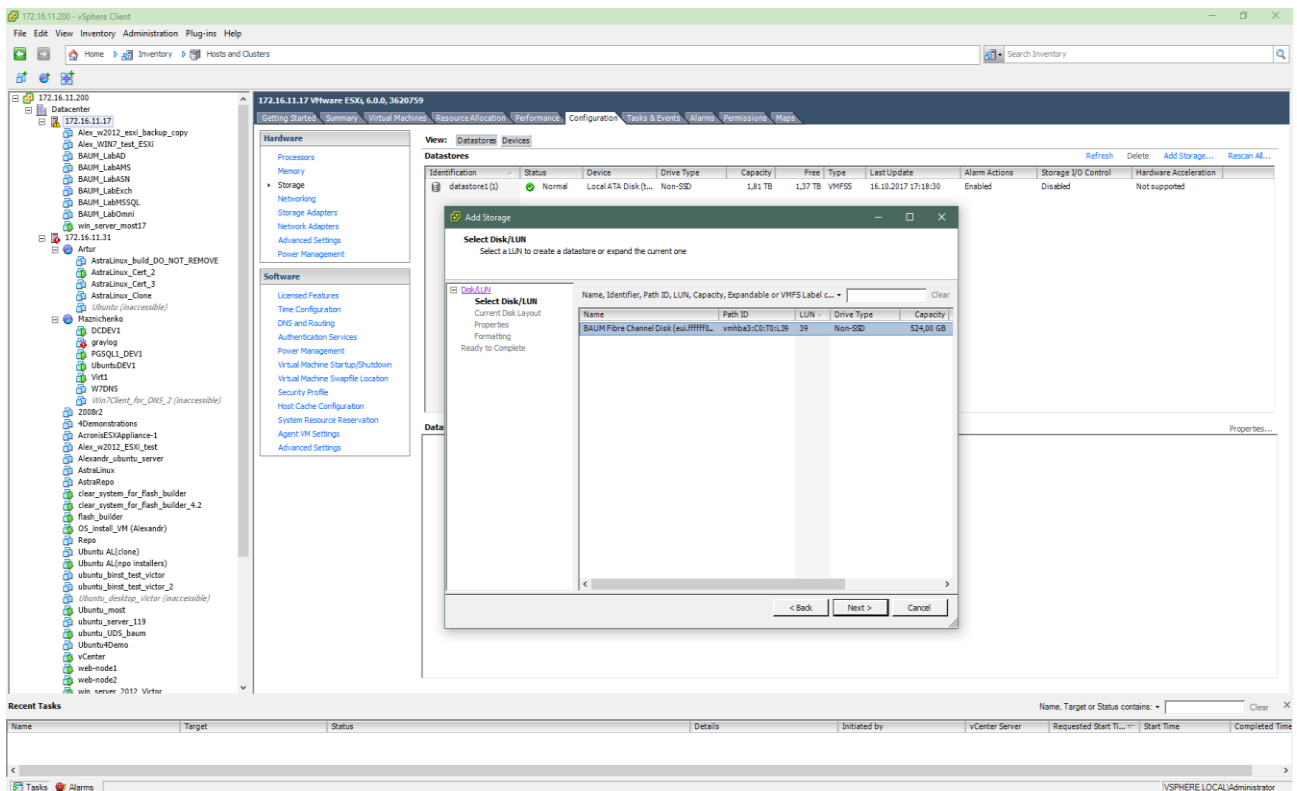 172.16.11.200 - vSphere Client
File Edit View Inventory Administration Plug-ins Help
Home Inventory Hosts and Clusters
Search Inventory
172.16.11.200
Datacenter
172.16.11.17
Alex_w2012_esxi_backup_copy
Alex_WIN7_test_ESXi
BAUM_LabAD
BAUM_LabAMS
BAUM_LabASN
BAUM_LabExch
BAUM_LabMSSQL
BAUM_LabOmni
win_server_most17
172.16.11.31
Artur
AstraLinux_build_DO_NOT_REMOVE
AstraLinux_Cert_2
AstraLinux_Cert_3
AstraLinux_Clone
Ubuntu (inaccessible)
Maznichenko
DCDEV1
graylog
PGSQL1_DEV1
UbuntuDEV1
Virt1
W7DNS
Win7Client_for_DNS_2 (inaccessible)
2008r2
4Demonstrations
AcronisESXAppliance-1
Alex_w2012_ESXI_test
Alexandr_ubuntu_server
AstraLinux
AstraRepo
clear_system_for_flash_builder
clear_system_for_flash_builder_4.2
flash_builder
OS_install_VM (Alexandr)
Repo
Ubuntu AL(clone)
Ubuntu AL(npo installers)
ubuntu_binst_test_victor
ubuntu_binst_test_victor_2
Ubuntu_desktop_Victor (inaccessible)
Ubuntu_most
ubuntu_server_119
ubuntu_UDS_baum
Ubuntu4Demo
vCenter
web-node1
web-node2
win_server_2012_Victor
172.16.11.17 VMware ESXi, 6.0.0, 3620759
Getting Started Summary Virtual Machines Resource Allocation Performance Configuration Tasks & Events Alarms Permissions Maps
Hardware
Processors
Memory
Storage
Networking
Storage Adapters
Network Adapters
Advanced Settings
Power Management
Software
Licensed Features
Time Configuration
DNS and Routing
Authentication Services
Power Management
Virtual Machine Startup/Shutdown
Virtual Machine Swapfile Location
Security Profile
Host Cache Configuration
System Resource Reservation
Agent VM Settings
Advanced Settings
View: Datastores Devices
Datastores Refresh Delete Add Storage... Rescan All...
Identification Status Device Drive Type Capacity Free Type Last Update Alarm Actions Storage I/O Control Hardware Acceleration
datastore1 (1) Normal Local ATA Disk (t... Non-SSD 1,81 TB 1,37 TB VMFS5 16.10.2017 17:18:30 Enabled Disabled Not supported
Data
Properties...
Add Storage
Select Disk/LUN
Select a LUN to create a datastore or expand the current one
Disk/LUN
Select Disk/LUN
Current Disk Layout
Properties
Formatting
Ready to Complete
Name, Identifier, Path ID, LUN, Capacity, Expandable or VMFS Label c... Clear
Name Path ID LUN Drive Type Capacity
BAUM Fibre Channel Disk (eui.ffffff0... vmhba3:C0:T0:L39 39 Non-SSD 524,00 GB
< Back Next > Cancel
Recent Tasks Name, Target or Status contains: Clear
Name Target Status Details Initiated by vCenter Server Requested Start Ti... Start Time Completed Time
Tasks Alarms VSPHERE.LOCAL\Administrator